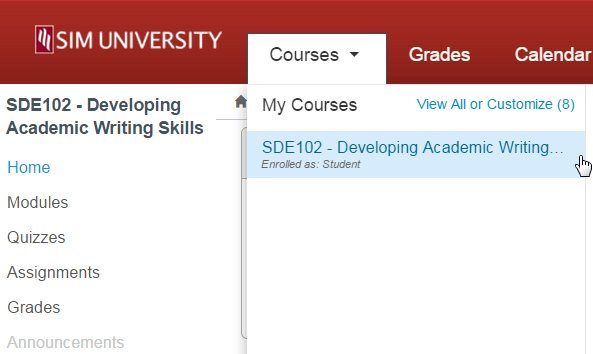 SIM UNIVERSITY
Courses
Grades
Calendar
SDE102 - Developing
Academic Writing Skills
Home
Modules
Quizzes
Assignments
Grades
Announcements
My Courses
View All or Customize (8)
SDE102 - Developing Academic Writing...
Enrolled as: Student